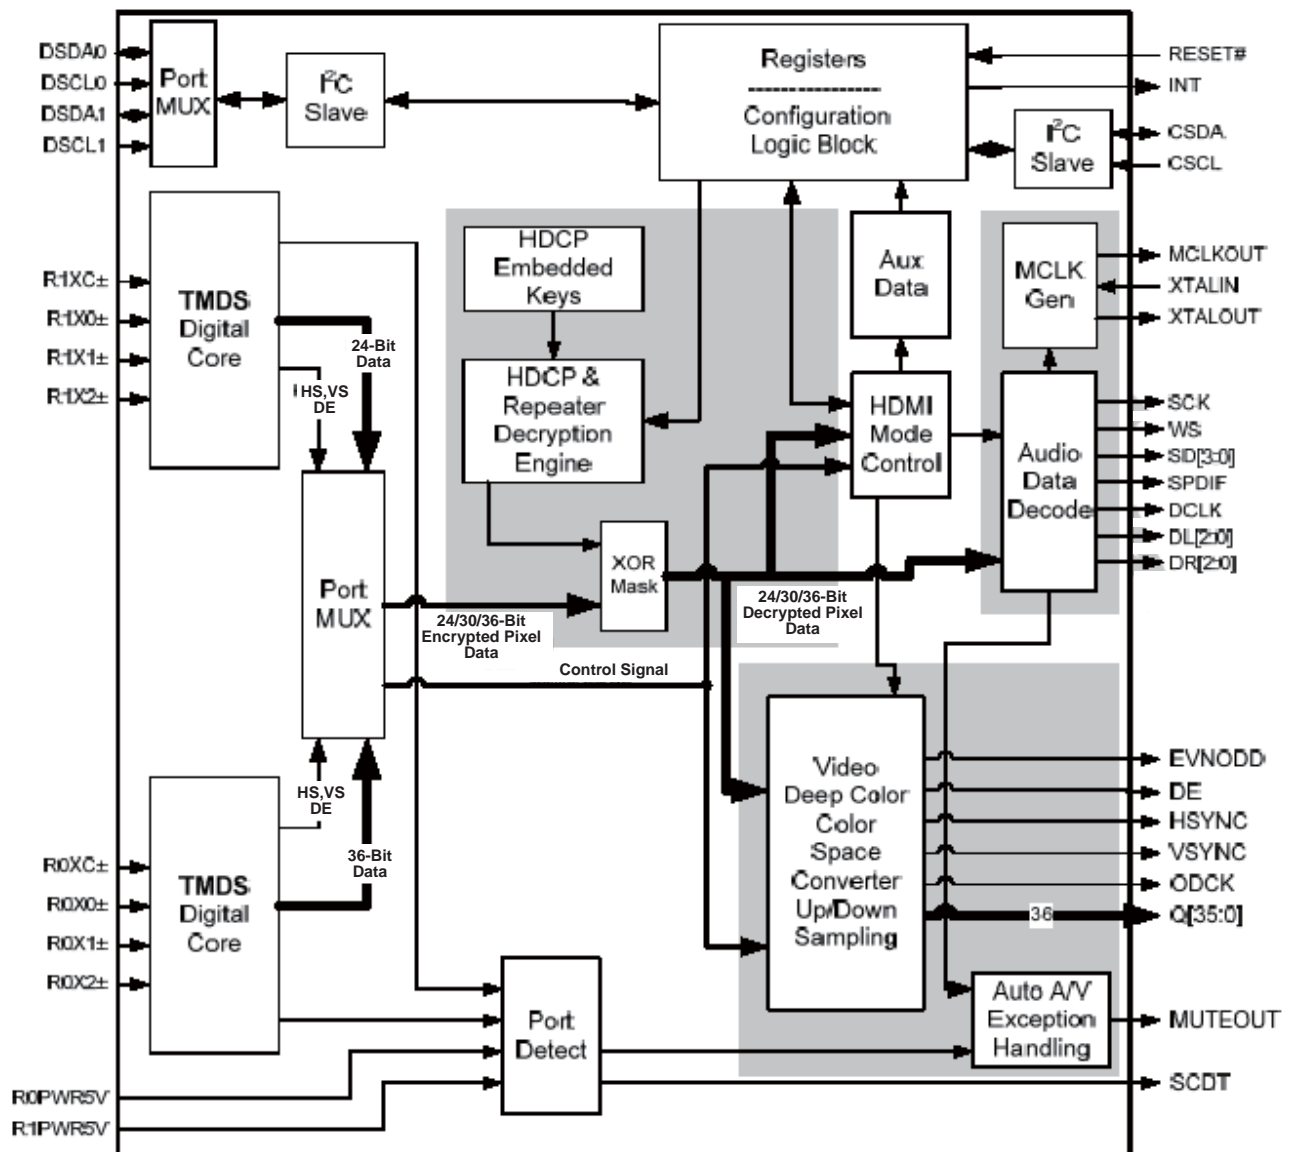 DSDA0
DSCL0
DSDA1
DSCL1
Port
MUX
I²C
Slave
Registers
Configuration
Logic Block
RESET#
INT
I²C
Slave
CSDA
CSCL
R1XC±
R1X0±
R1X1±
R1X2±
TMDS
Digital
Core
24-Bit
Data
HS,VS
DE
HDCP
Embedded
Keys
HDCP &
Repeater
Decryption
Engine
XOR
Mask
Aux
Data
HDMI
Mode
Control
MCLK
Gen
MCLKOUT
XTALIN
XTALOUT
Audio
Data
Decode
SCK
WS
SD[3:0]
SPDIF
DCLK
DL[2:0]
DR[2:0]
Port
MUX
24/30/36-Bit
Encrypted Pixel
Data
24/30/36-Bit
Decrypted Pixel
Data
Control Signal
HS,VS
DE
36-Bit
Data
R0XC±
R0X0±
R0X1±
R0X2±
TMDS
Digital
Core
Video
Deep Color
Color
Space
Converter
Up/Down
Sampling
EVNODD
DE
HSYNC
VSYNC
ODCK
36
Q[35:0]
Port
Detect
Auto A/V
Exception
Handling
MUTEOUT
SCDT
R0PWR5V
R1PWR5V